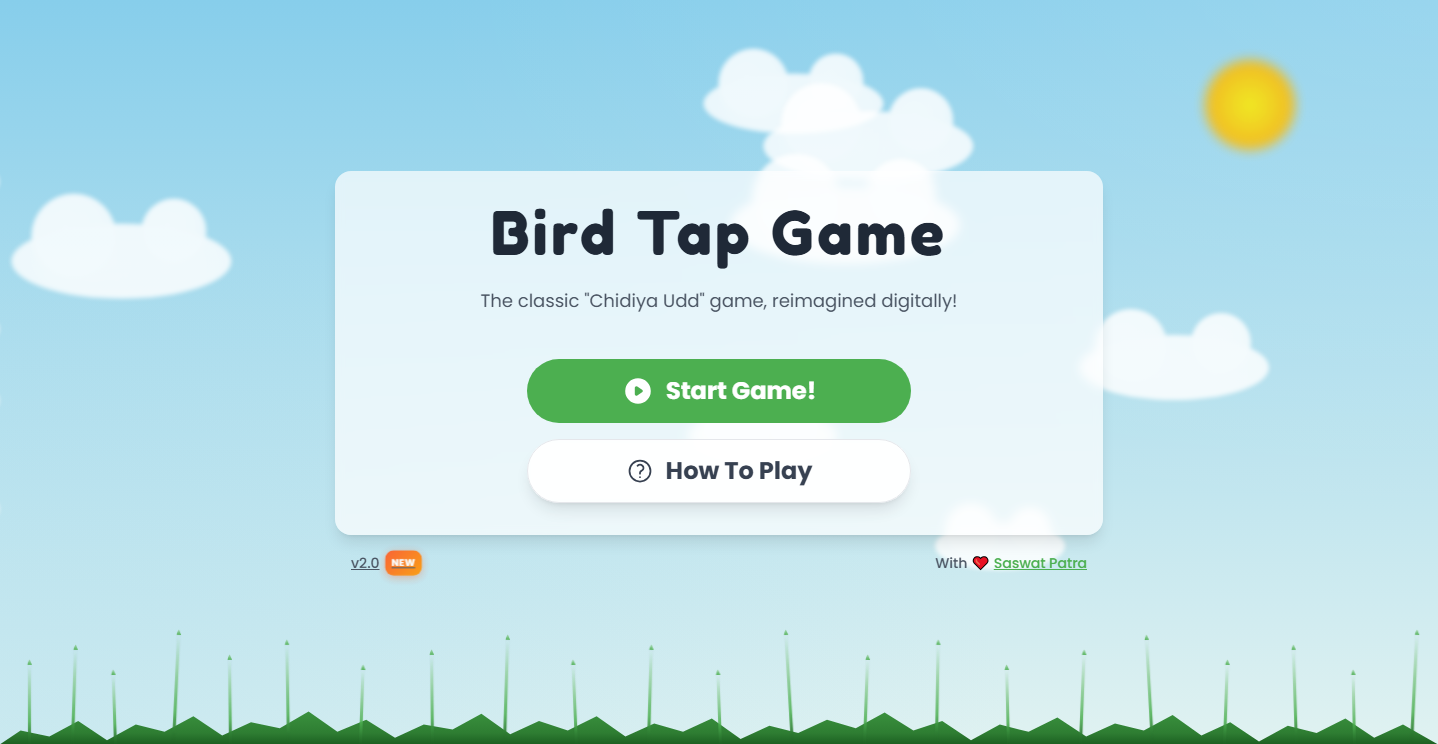 Bird Tap Game
The classic "Chidiya Udd" game, reimagined digitally!
Start Game!
How To Play
v2.0 NEW
With ❤️ Saswat Patra